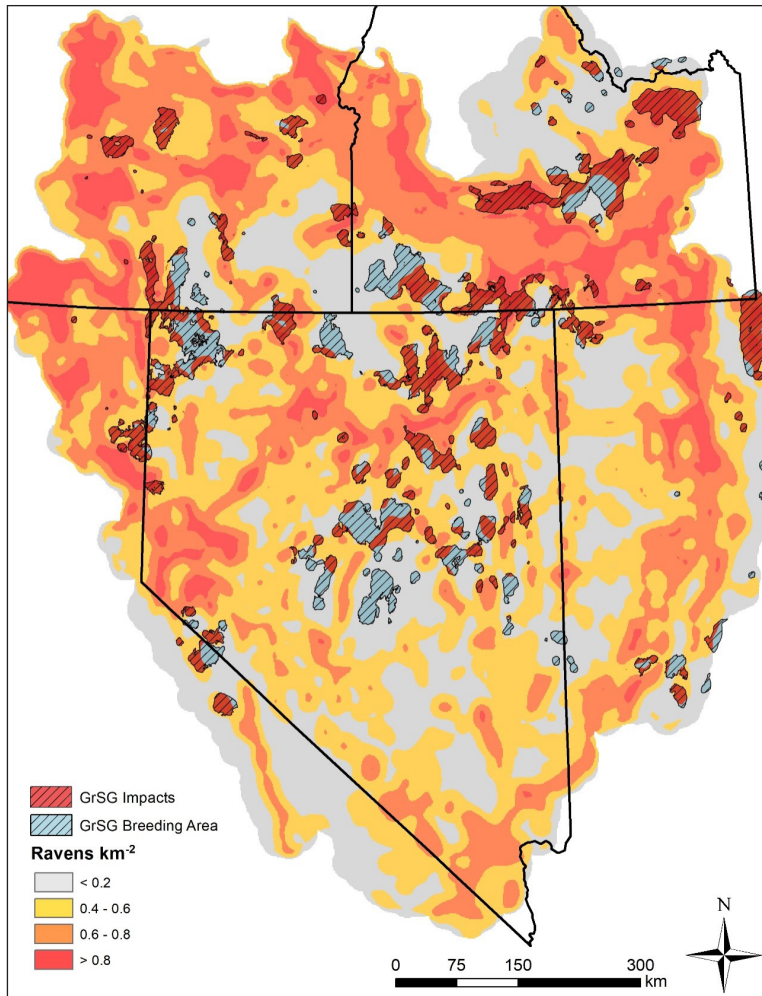 GrSG Impacts
GrSG Breeding Area
Ravens km⁻²
< 0.2
0.4 - 0.6
0.6 - 0.8
> 0.8
N
0 75 150 300
km